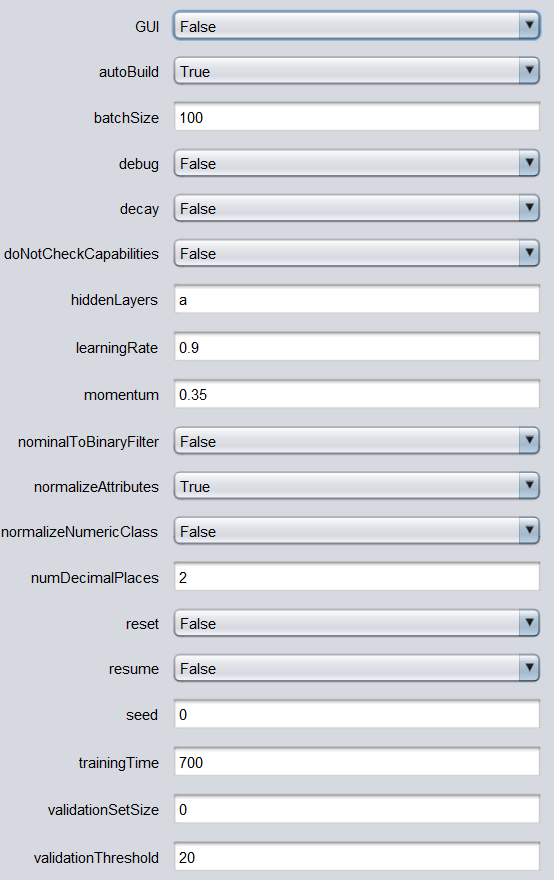 GUI False
autoBuild True
batchSize 100
debug False
decay False
doNotCheckCapabilities False
hiddenLayers a
learningRate 0.9
momentum 0.35
nominalToBinaryFilter False
normalizeAttributes True
normalizeNumericClass False
numDecimalPlaces 2
reset False
resume False
seed 0
trainingTime 700
validationSetSize 0
validationThreshold 20